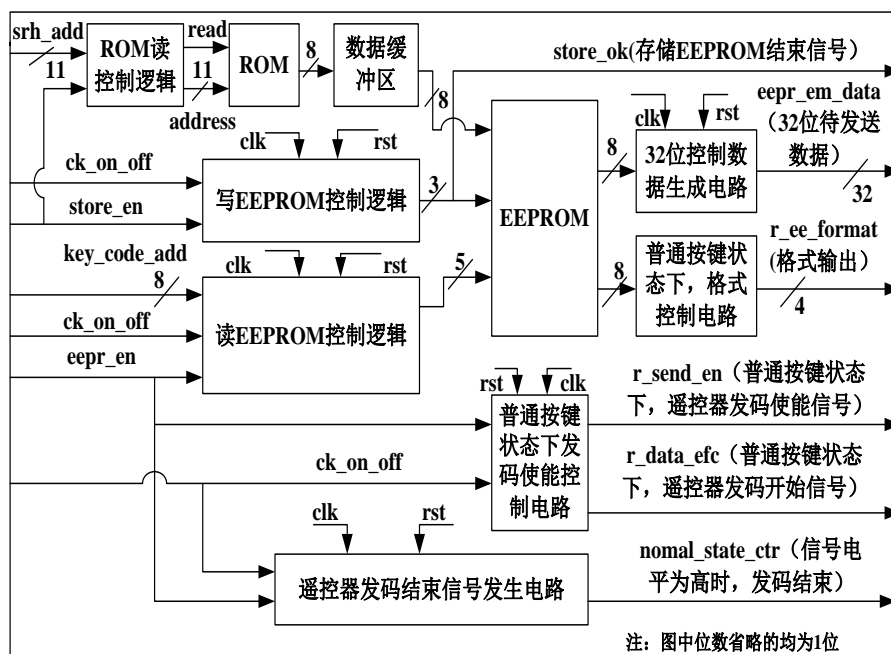 srh_add
11
ROM读
控制逻辑
read
11
address
ROM
8
数据缓
冲区
8
store_ok(存储EEPROM结束信号)
clk
rst
ck_on_off
store_en
写EEPROM控制逻辑
3
EEPROM
8
clk
rst
32位控制数
据生成电路
eepr_em_data
（32位待发送
数据）
32
key_code_add
8
clk
rst
ck_on_off
eepr_en
读EEPROM控制逻辑
5
8
普通按键状
态下，格式
控制电路
r_ee_format
(格式输出）
4
rst
clk
普通按键
状态下发
码使能控
制电路
r_send_en（普通按键状态
下，遥控器发码使能信号）
r_data_efc（普通按键状态
下，遥控器发码开始信号）
ck_on_off
clk
rst
遥控器发码结束信号发生电路
nomal_state_ctr（信号电
平为高时，发码结束）
注：图中位数省略的均为1位